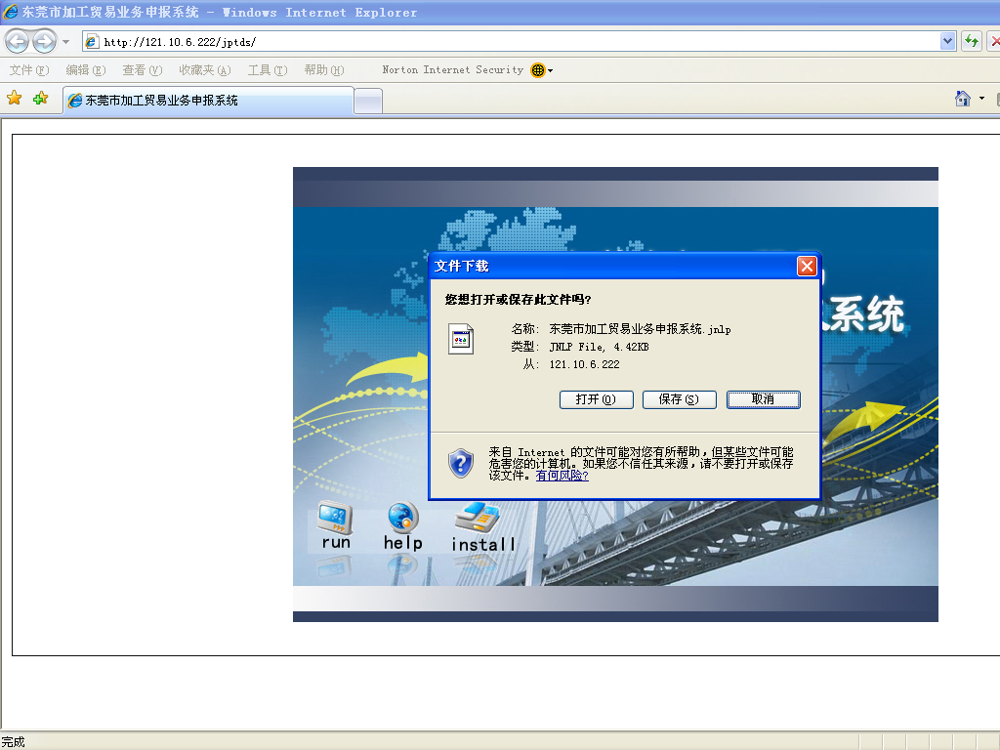 东莞市加工贸易业务申报系统 - Windows Internet Explorer
http://121.10.6.222/jptds/
文件(F) 编辑(E) 查看(V) 收藏夹(A) 工具(T) 帮助(H) Norton Internet Security
东莞市加工贸易业务申报系统
文件下载
您想打开或保存此文件吗?
名称: 东莞市加工贸易业务申报系统.jnlp
类型: JNLP File, 4.42KB
从: 121.10.6.222
打开(O) 保存(S) 取消
来自 Internet 的文件可能对您有所帮助，但某些文件可能
危害您的计算机。如果您不信任其来源，请不要打开或保存
该文件。有何风险?
系统
run help install
完成